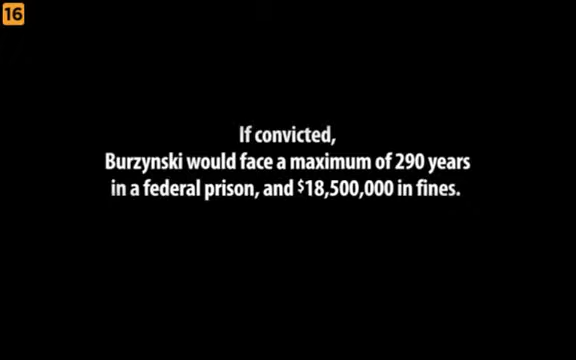 16
If convicted,
Burzynski would face a maximum of 290 years
in a federal prison, and $18,500,000 in fines.